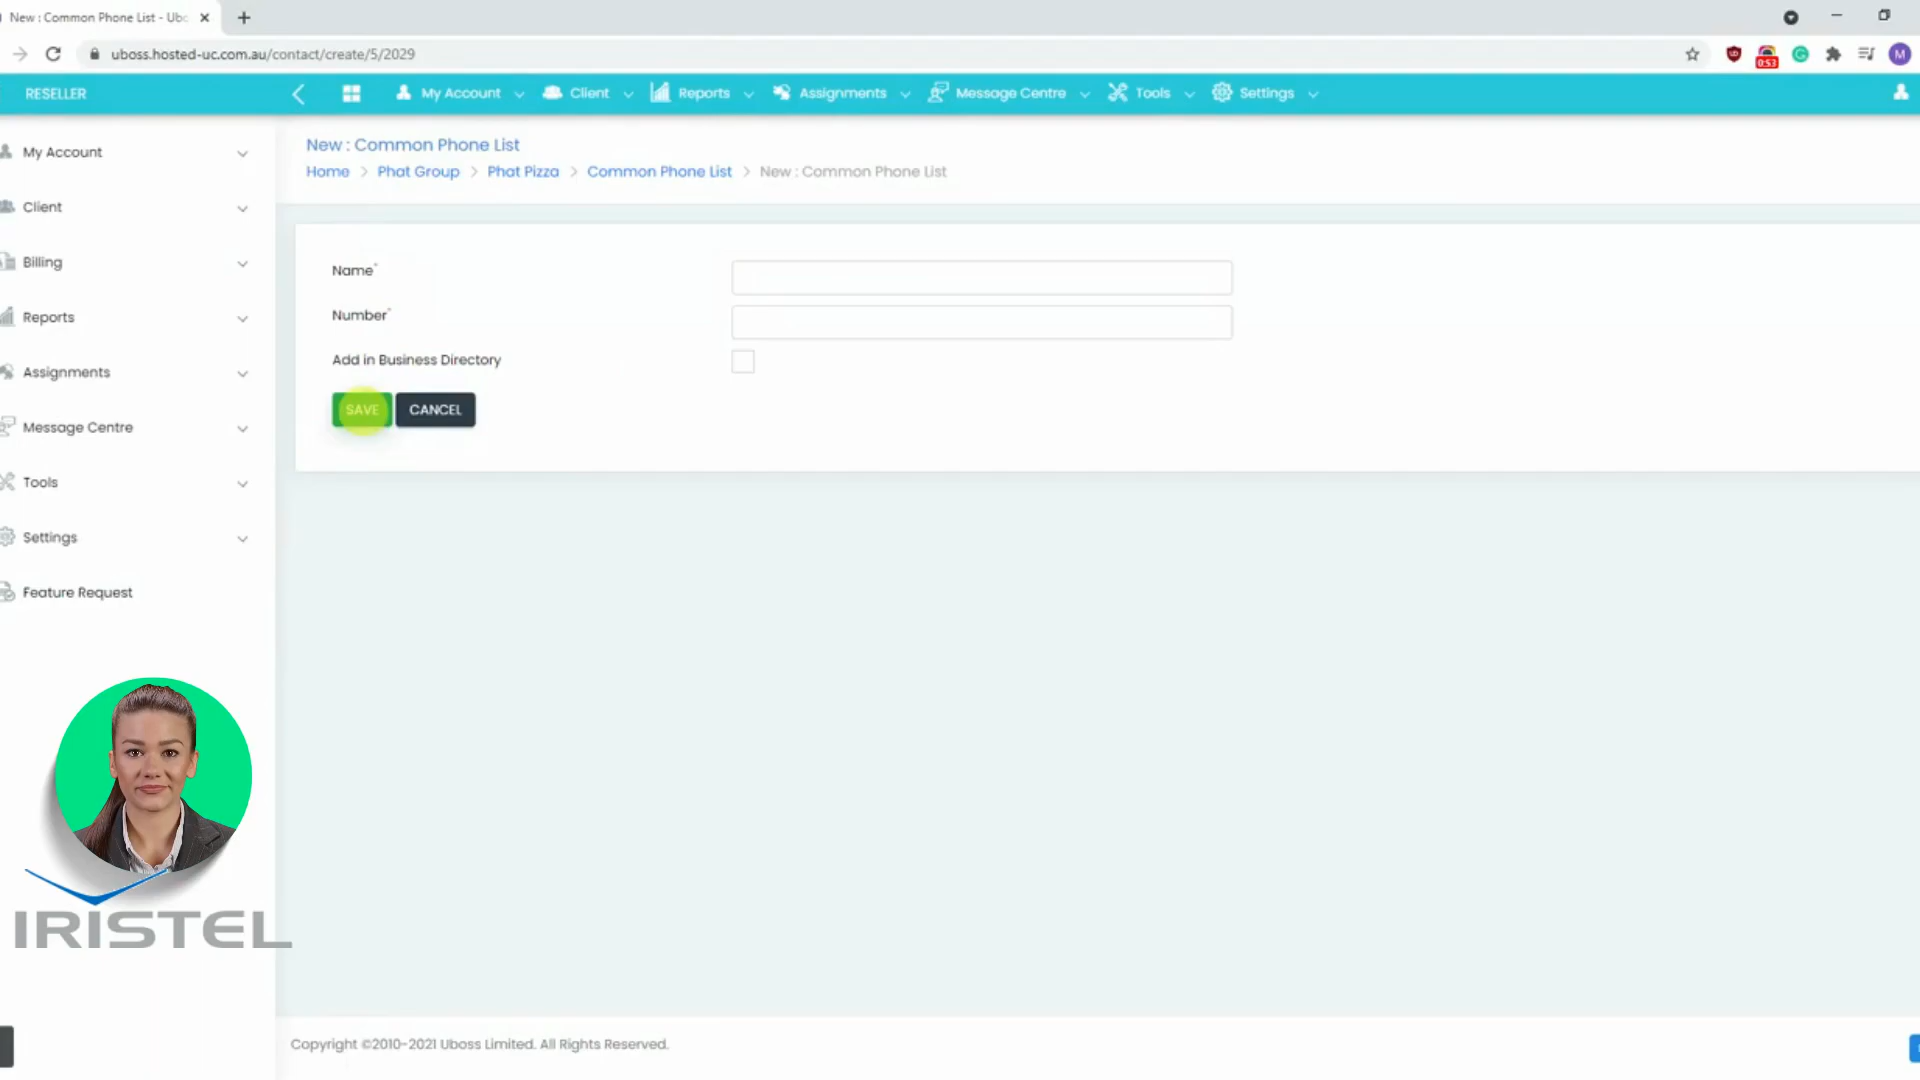 New : Common Phone List - Ubo
uboss.hosted-uc.com.au/contact/create/5/2029
0:53
M
RESELLER
My Account
Client
Reports
Assignments
Message Centre
Tools
Settings
My Account
Client
Billing
Reports
Assignments
Message Centre
Tools
Settings
Feature Request
New : Common Phone List
Home > Phat Group > Phat Pizza > Common Phone List > New : Common Phone List
Name*
Number*
Add in Business Directory
SAVE
CANCEL
IRISTEL
Copyright ©2010-2021 Uboss Limited. All Rights Reserved.